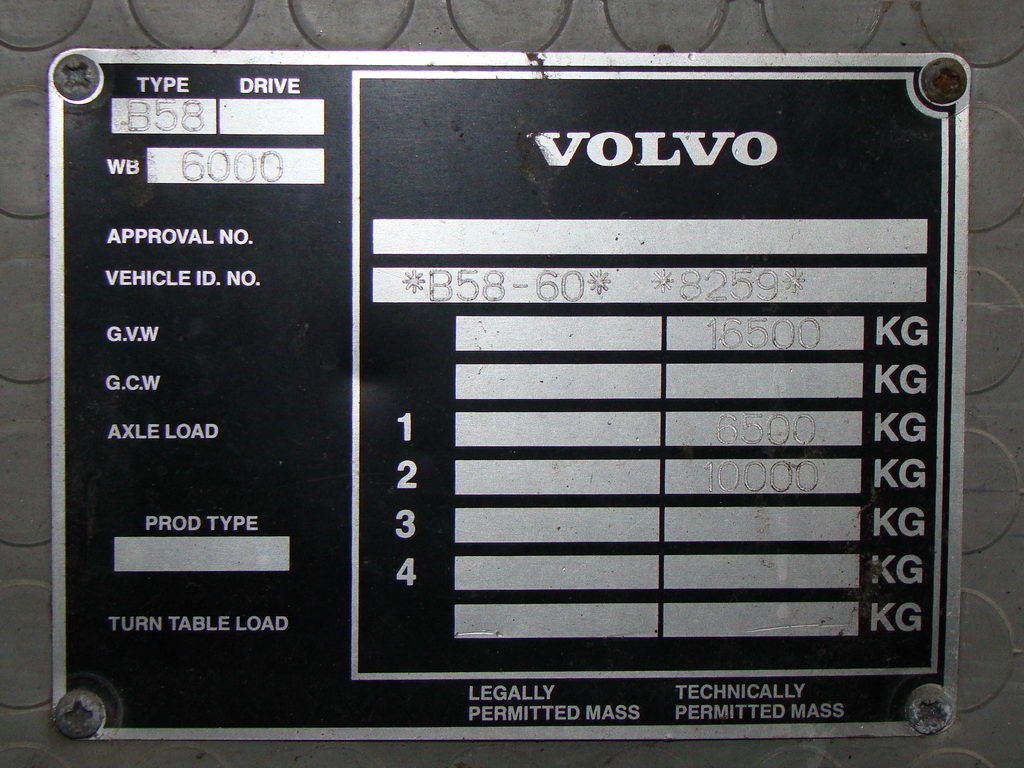 TYPE DRIVE
B58
WB 6000
VOLVO
APPROVAL NO.
VEHICLE ID. NO. *B58-60* *8259*
G.V.W 16500 KG
G.C.W KG
AXLE LOAD 1 6500 KG
2 10000 KG
PROD TYPE 3 KG
4 KG
TURN TABLE LOAD KG
LEGALLY TECHNICALLY
PERMITTED MASS PERMITTED MASS